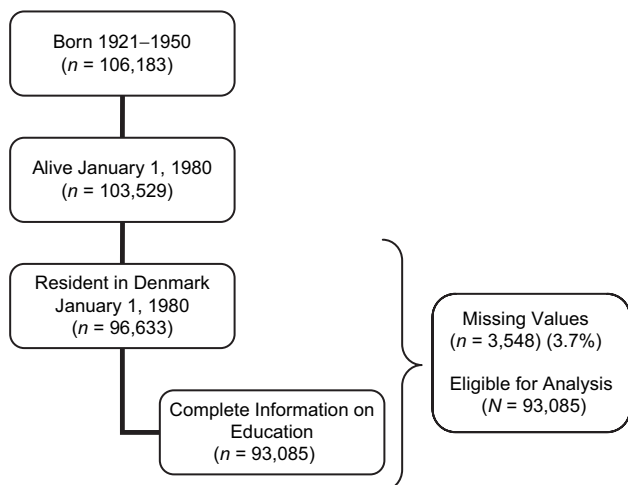 Born 1921–1950
(n = 106,183)
Alive January 1, 1980
(n = 103,529)
Resident in Denmark
January 1, 1980
(n = 96,633)
Complete Information on
Education
(n = 93,085)
Missing Values
(n = 3,548) (3.7%)
Eligible for Analysis
(N = 93,085)